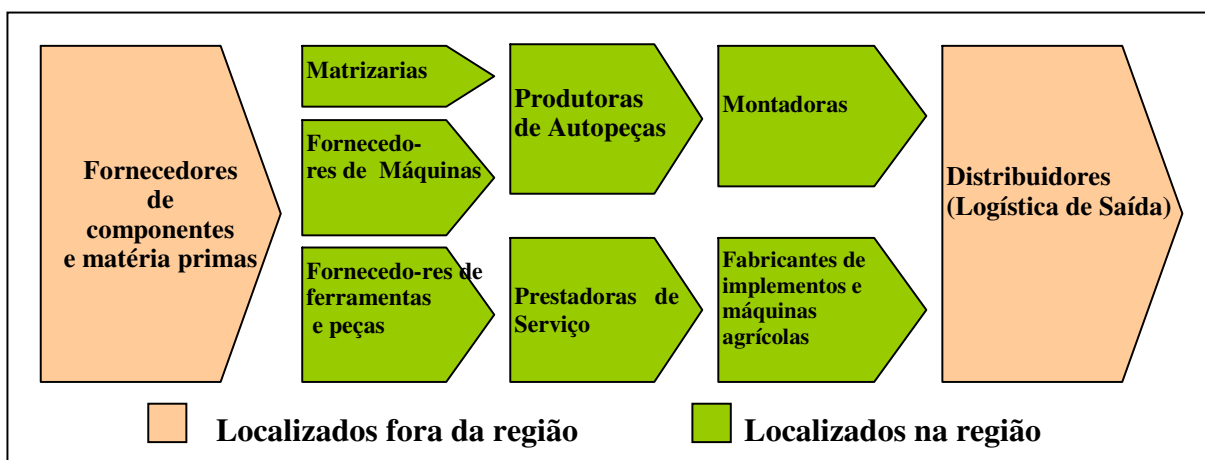 Fornecedores
de
componentes
e matéria primas
Matrizarias
Fornecedo-
res de Máquinas
Fornecedo-res de
ferramentas
e peças
Produtoras
de Autopeças
Prestadoras de
Serviço
Montadoras
Fabricantes de
implementos e
máquinas
agrícolas
Distribuidores
(Logística de Saída)
Localizados fora da região
Localizados na região